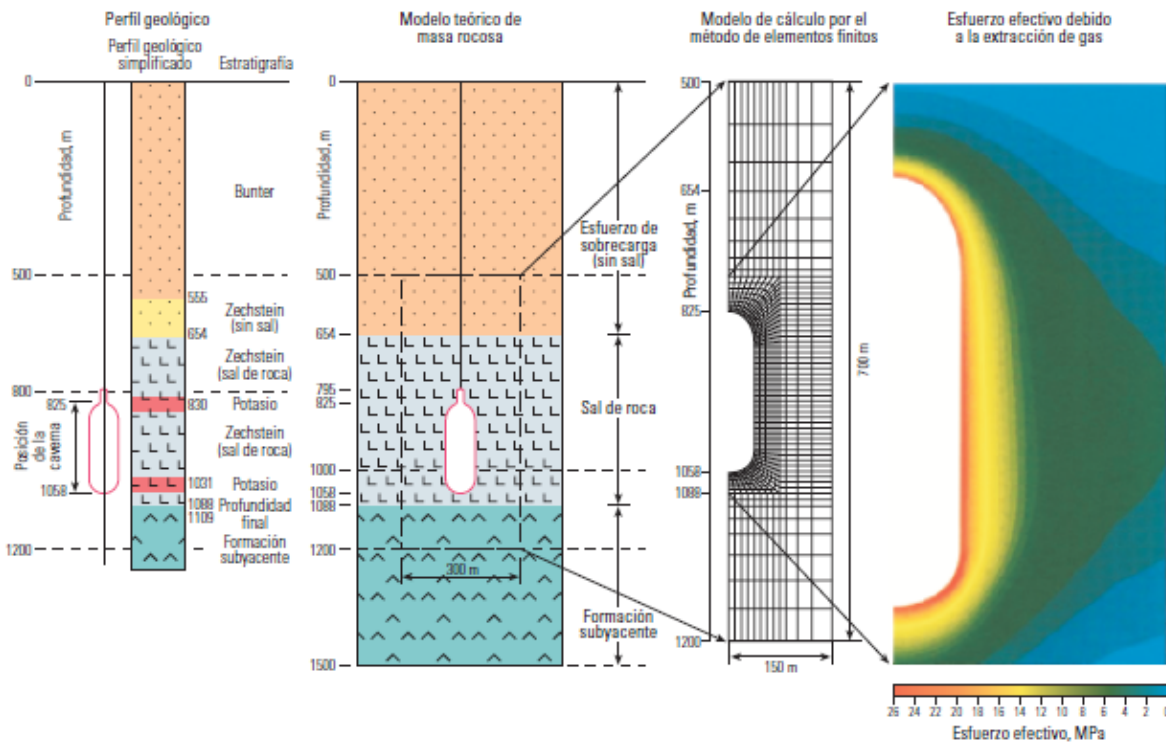 Perfil geológico
Perfil geológico
simplificado
Estratigrafía
0
Profundidad, m
500
800
825
1058
1200
Posición
de la
caverna
555
654
830
1031
1088
1109
Bunter
Zechstein
(sin sal)
Zechstein
(sal de roca)
Potasio
Zechstein
(sal de roca)
Potasio
Profundidad
final
Formación
subyacente
Modelo teórico de
masa rocosa
0
Profundidad, m
500
654
795
825
1000
1058
1088
1200
1500
300 m
Esfuerzo de
sobrecarga
(sin sal)
Sal de roca
Formación
subyacente
Modelo de cálculo por el
método de elementos finitos
500
654
Profundidad, m
825
1058
1088
1200
700 m
150 m
Esfuerzo efectivo debido
a la extracción de gas
26 24 22 20 18 16 14 12 10 8 6 4 2 0
Esfuerzo efectivo, MPa